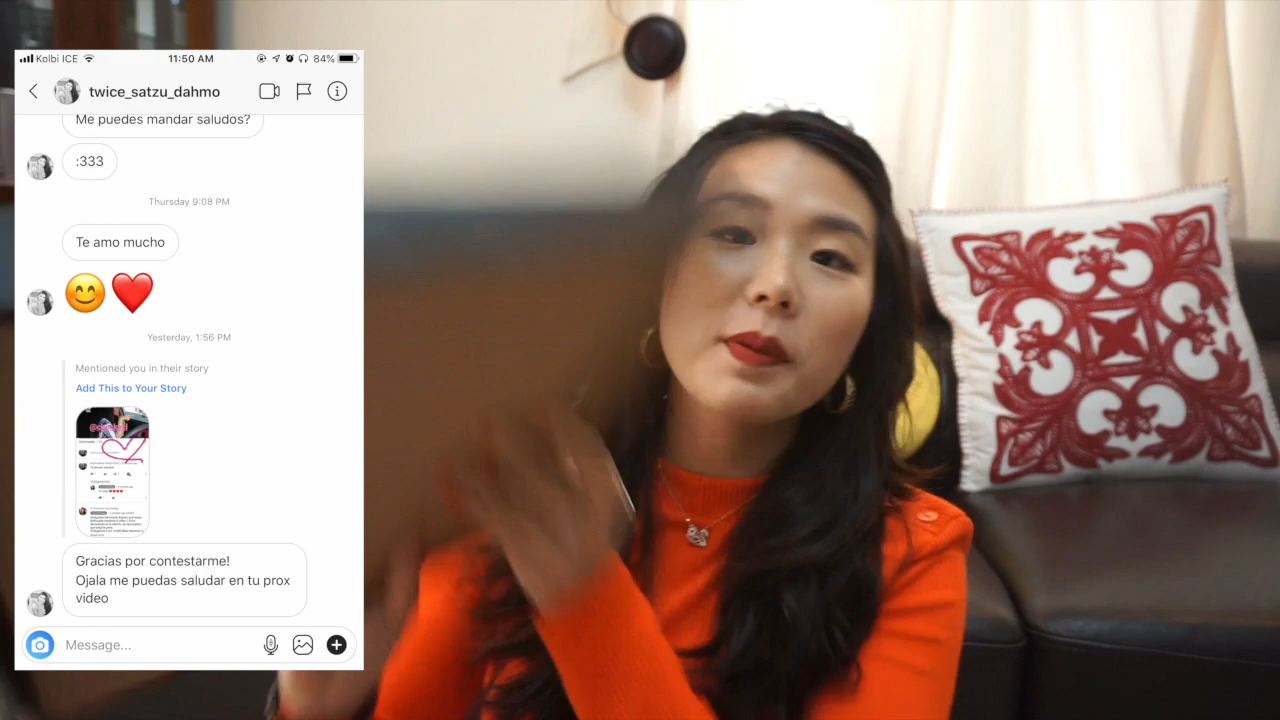 Kolbi ICE 11:50 AM 84%
twice_satzu_dahmo
Me puedes mandar saludos?
:333
Thursday 9:08 PM
Te amo mucho
Yesterday, 1:56 PM
Mentioned you in their story
Add This to Your Story
Gracias por contestarme!
Ojala me puedas saludar en tu prox
video
Message...